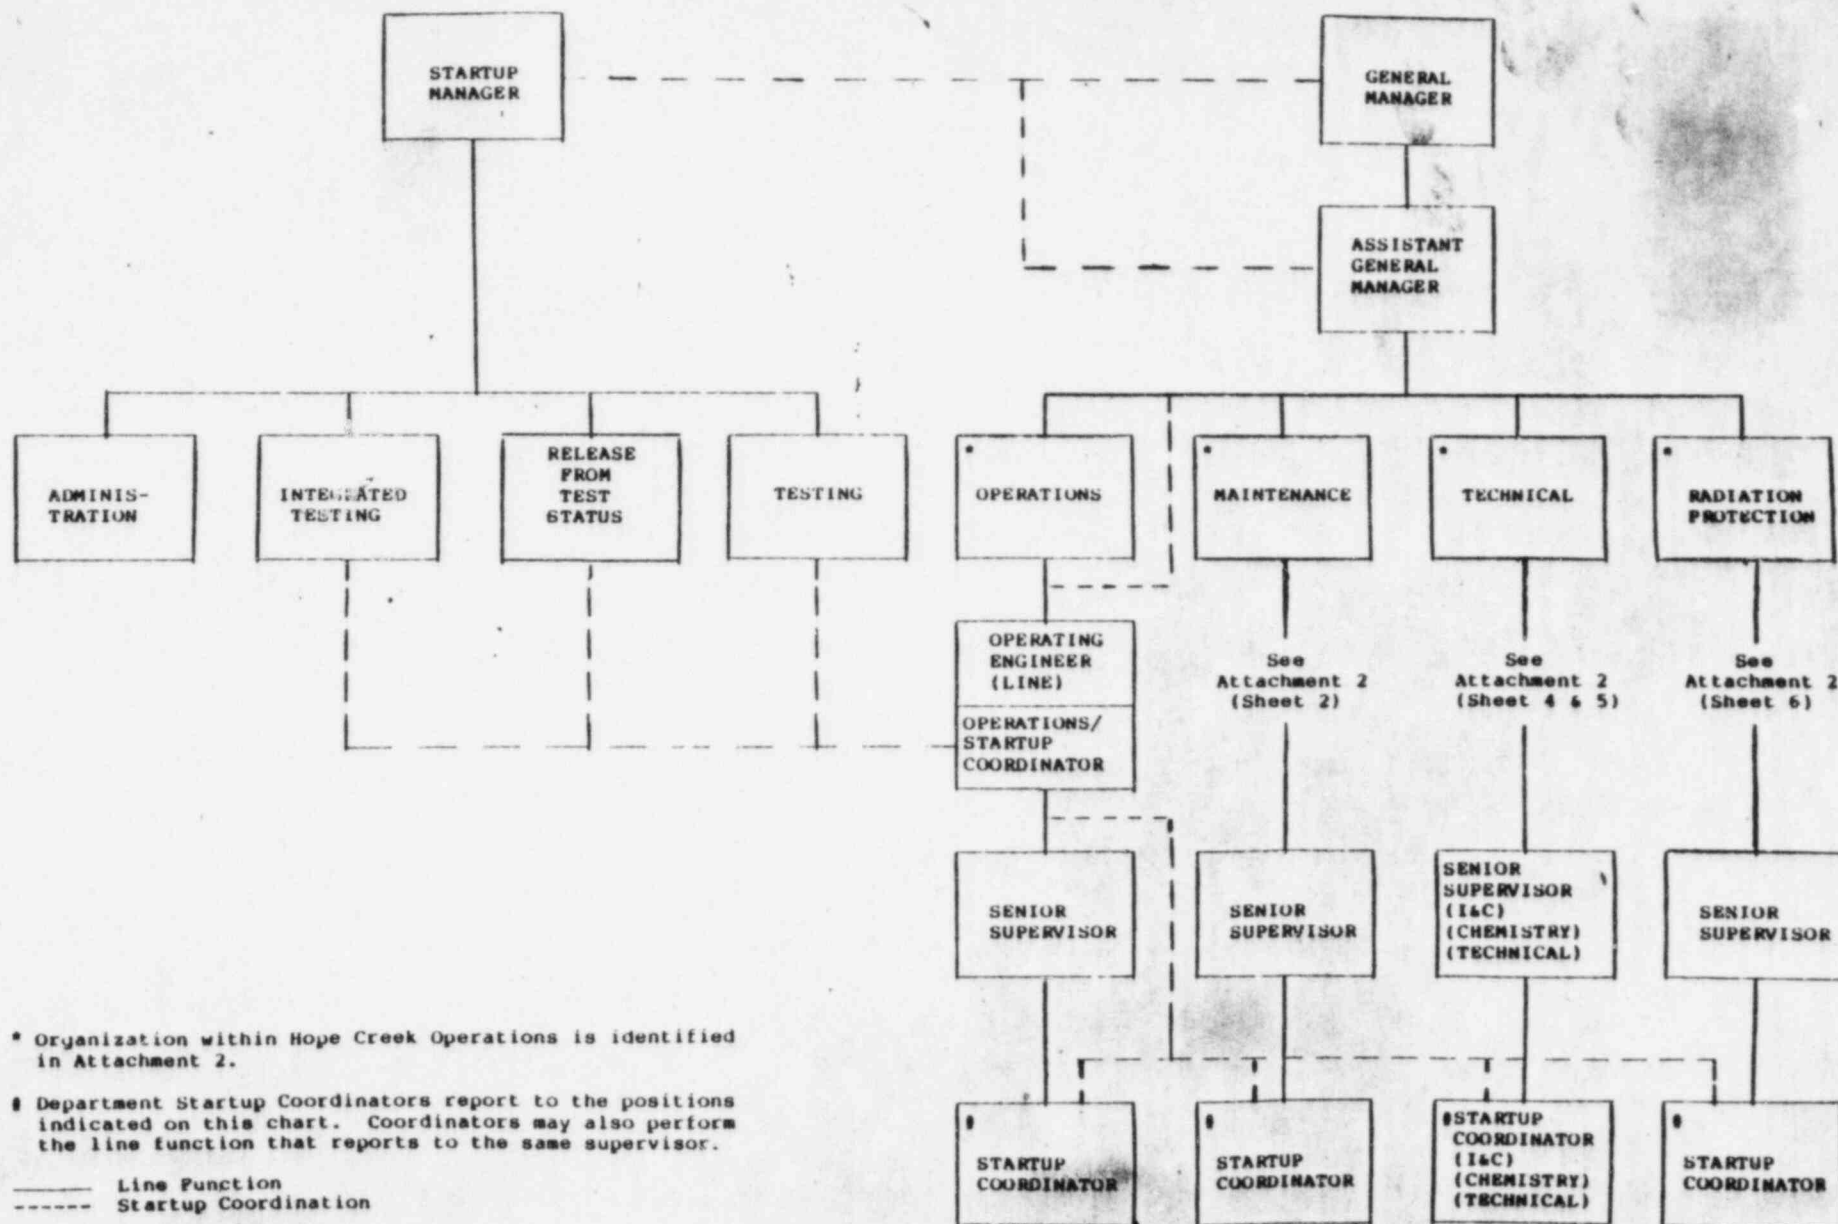 STARTUP
MANAGER
GENERAL
MANAGER
ASSISTANT
GENERAL
MANAGER
ADMINIS-
TRATION
INTEGRATED
TESTING
RELEASE
FROM
TEST
STATUS
TESTING
*
OPERATIONS
*
MAINTENANCE
*
TECHNICAL
*
RADIATION
PROTECTION
OPERATING
ENGINEER
(LINE)
OPERATIONS/
STARTUP
COORDINATOR
See
Attachment 2
(Sheet 2)
See
Attachment 2
(Sheet 4 & 5)
See
Attachment 2
(Sheet 6)
SENIOR
SUPERVISOR
SENIOR
SUPERVISOR
SENIOR
SUPERVISOR
(I&C)
(CHEMISTRY)
(TECHNICAL)
SENIOR
SUPERVISOR
* Organization within Hope Creek Operations is identified
in Attachment 2.
# Department Startup Coordinators report to the positions
indicated on this chart. Coordinators may also perform
the line function that reports to the same supervisor.
Line Function
Startup Coordination
#
STARTUP
COORDINATOR
#
STARTUP
COORDINATOR
#STARTUP
COORDINATOR
(I&C)
(CHEMISTRY)
(TECHNICAL)
#
STARTUP
COORDINATOR